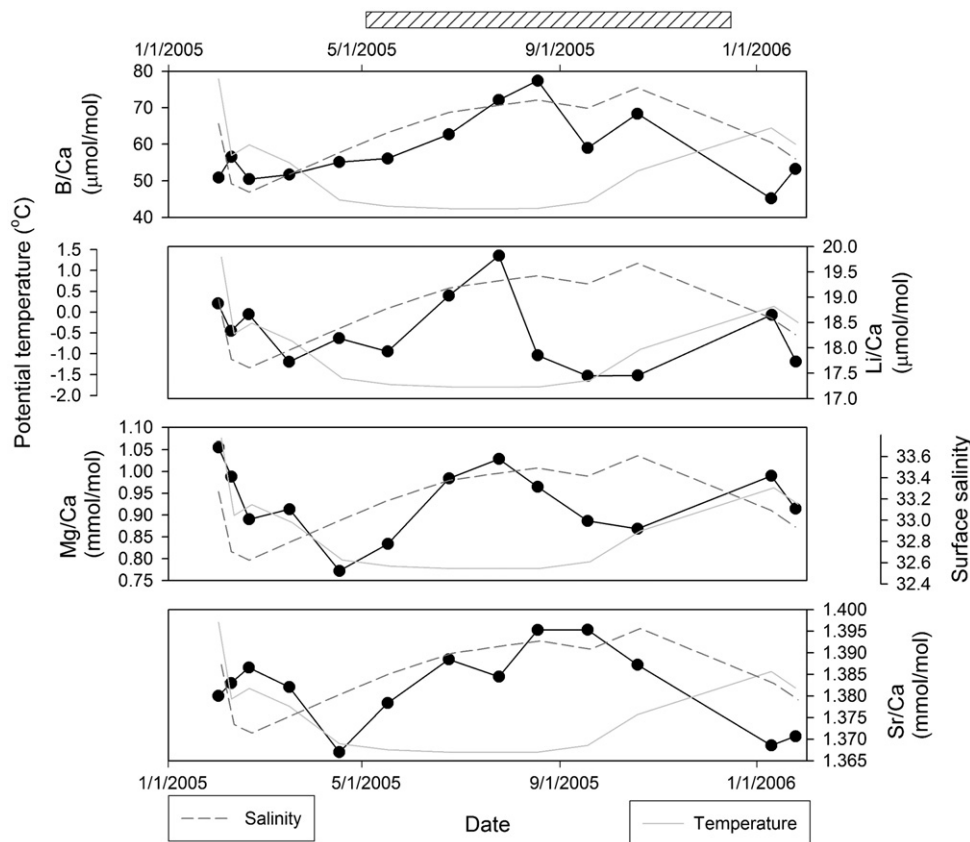 1/1/2005 5/1/2005 9/1/2005 1/1/2006
80
70
60
50
40
B/Ca
(μmol/mol)
Potential temperature (°C)
1.5
1.0
0.5
0.0
-0.5
-1.0
-1.5
-2.0
20.0
19.5
19.0
18.5
18.0
17.5
17.0
Li/Ca
(μmol/mol)
1.10
1.05
1.00
0.95
0.90
0.85
0.80
0.75
Mg/Ca
(mmol/mol)
33.6
33.4
33.2
33.0
32.8
32.6
32.4
Surface salinity
1.400
1.395
1.390
1.385
1.380
1.375
1.370
1.365
Sr/Ca
(mmol/mol)
1/1/2005 5/1/2005 9/1/2005 1/1/2006
Salinity
Date
Temperature